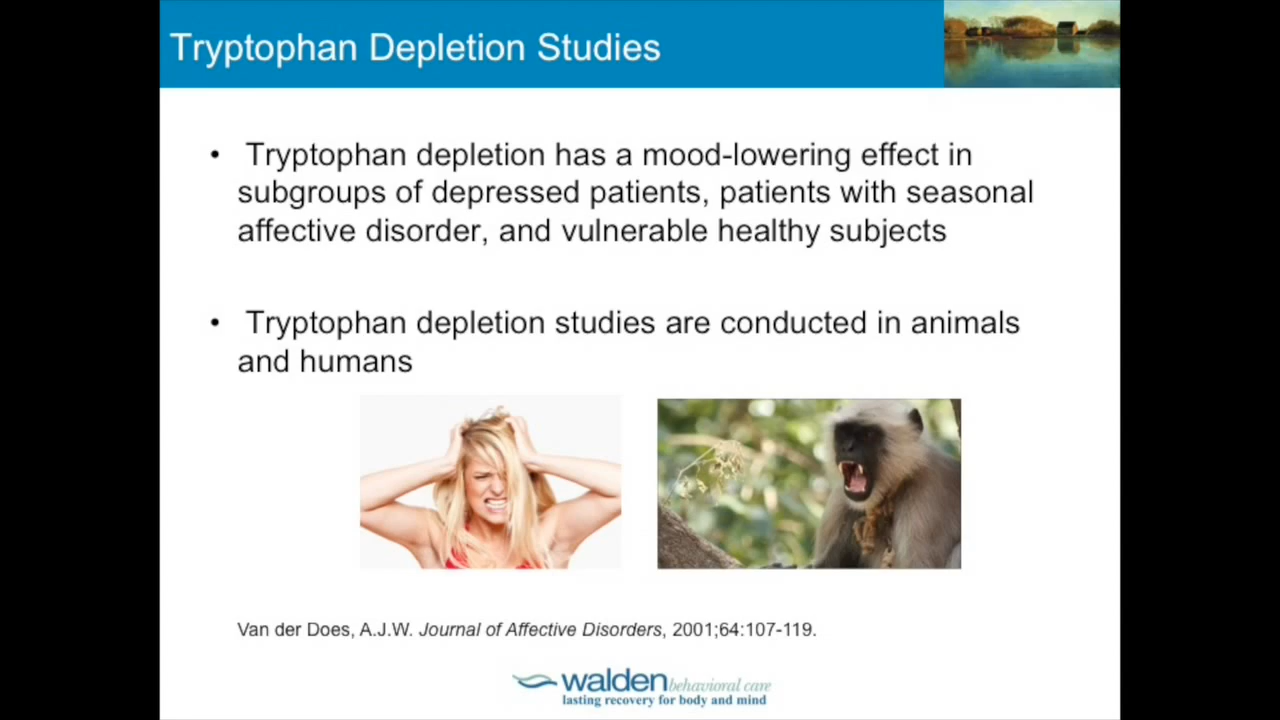 Tryptophan Depletion Studies
• Tryptophan depletion has a mood-lowering effect in
subgroups of depressed patients, patients with seasonal
affective disorder, and vulnerable healthy subjects
• Tryptophan depletion studies are conducted in animals
and humans
Van der Does, A.J.W. Journal of Affective Disorders, 2001;64:107-119.
walden behavioral care
lasting recovery for body and mind